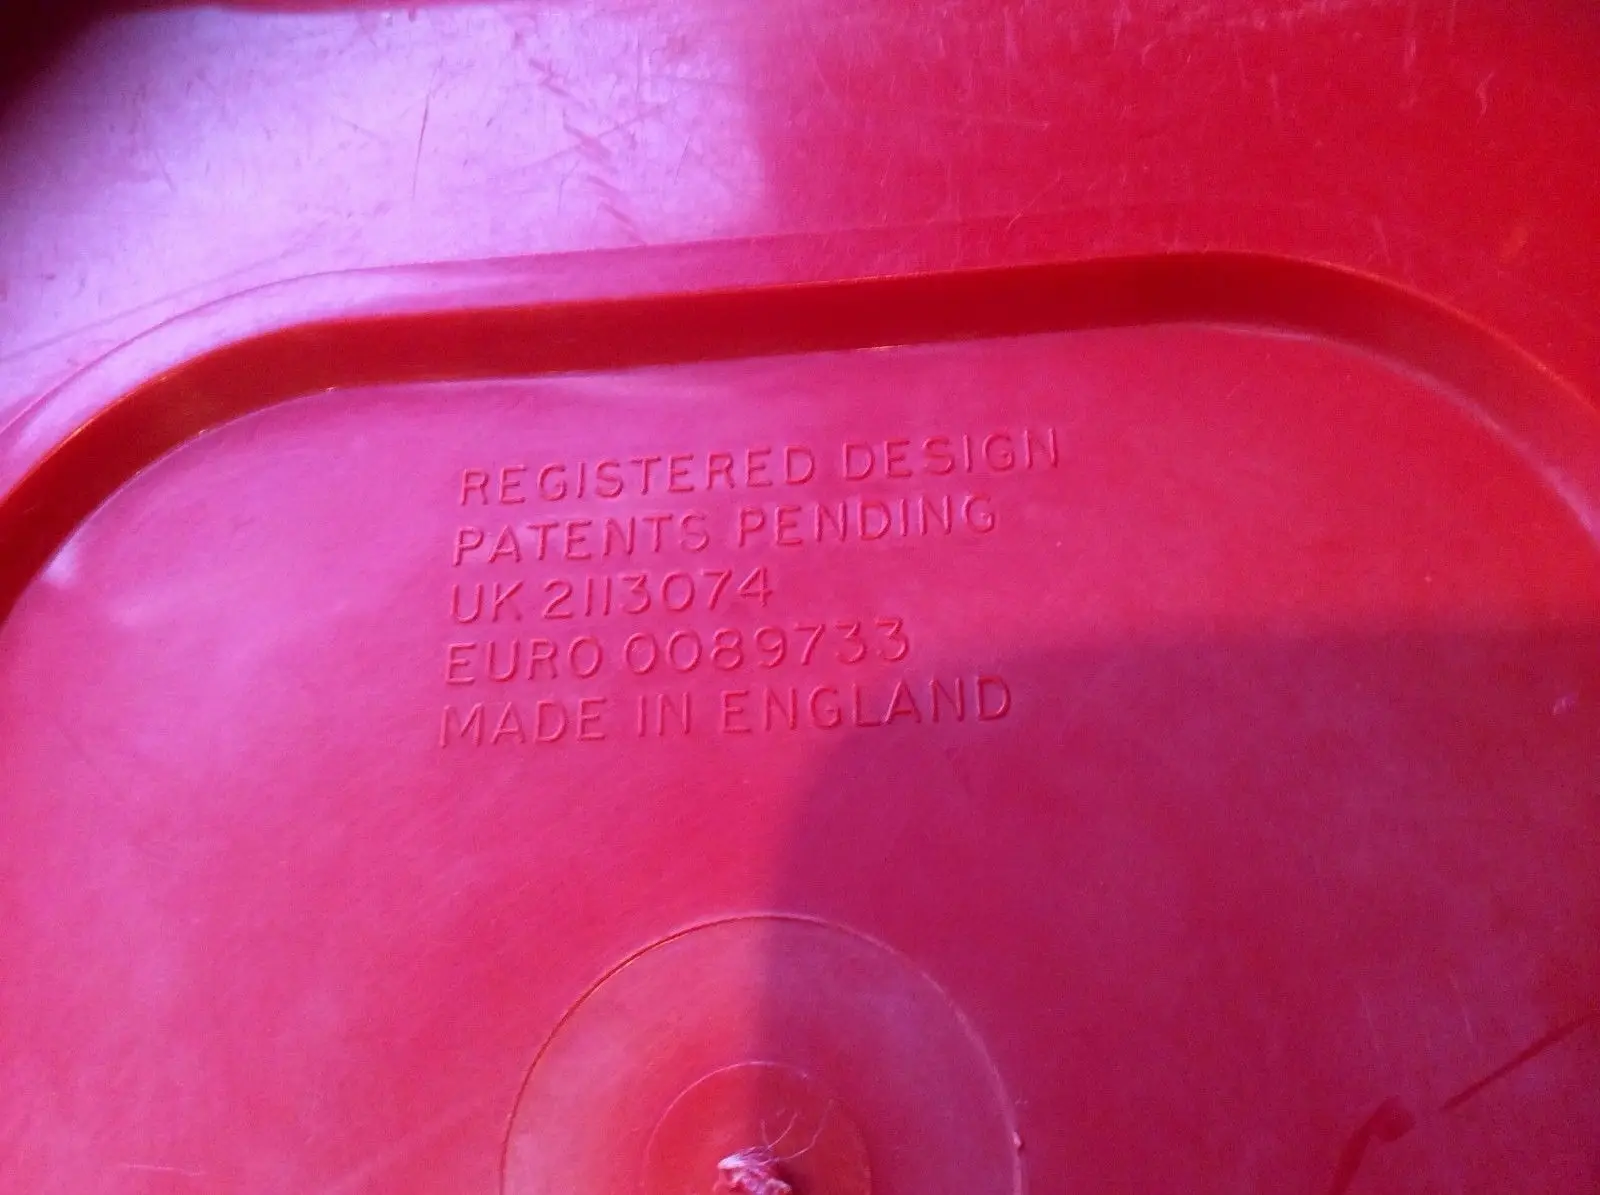 REGISTERED DESIGN
PATENTS PENDING
UK 2113074
EURO 0089733
MADE IN ENGLAND